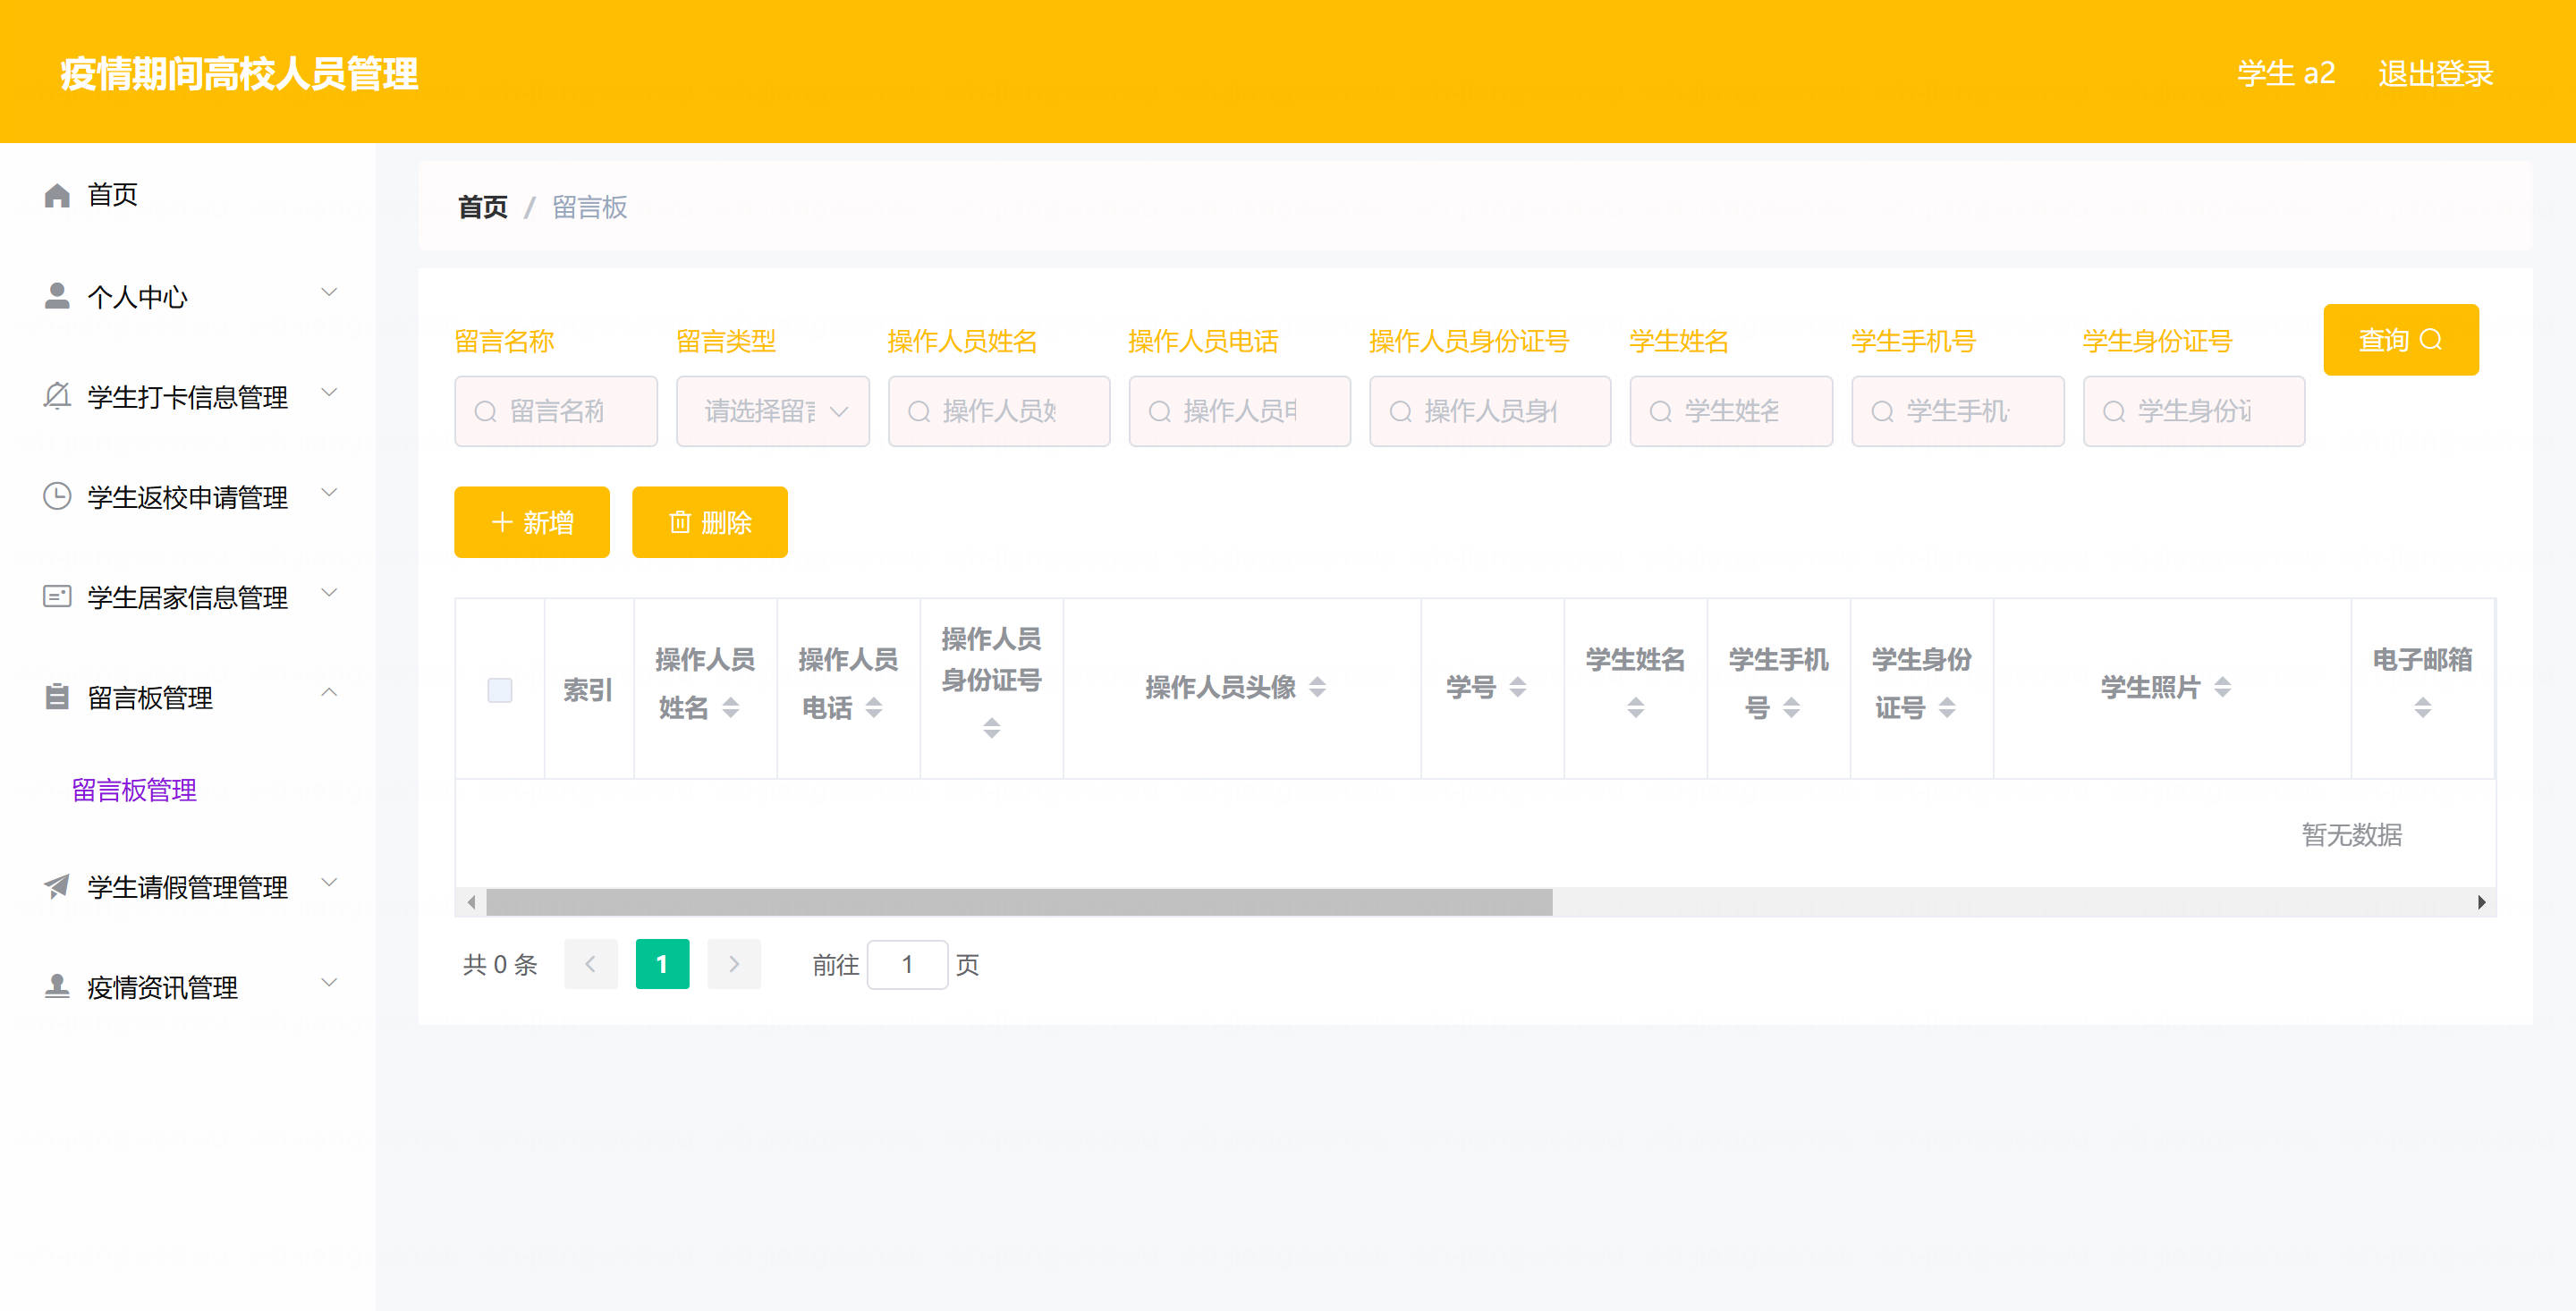 疫情期间高校人员管理
学生 a2 退出登录
首页
个人中心
学生打卡信息管理
学生返校申请管理
学生居家信息管理
留言板管理
留言板管理
学生请假管理管理
疫情资讯管理
首页 / 留言板
留言名称 留言类型 操作人员姓名 操作人员电话 操作人员身份证号 学生姓名 学生手机号 学生身份证号 查询
留言名称 请选择留 操作人员 操作人员 操作人员身 学生姓名 学生手机 学生身份
新增 删除
索引 操作人员姓名 操作人员电话 操作人员身份证号 操作人员头像 学号 学生姓名 学生手机号 学生身份证号 学生照片 电子邮箱
暂无数据
共 0 条 1 前往 1 页